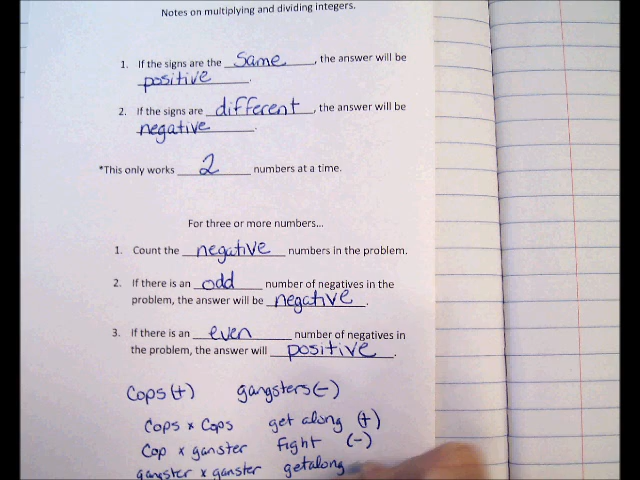 Notes on multiplying and dividing integers.
1. If the signs are the same, the answer will be
positive.
2. If the signs are different, the answer will be
negative.
*This only works 2 numbers at a time.
For three or more numbers...
1. Count the negative numbers in the problem.
2. If there is an odd number of negatives in the
problem, the answer will be negative.
3. If there is an even number of negatives in
the problem, the answer will positive.
Cops (+) gangsters (-)
Cops x Cops get along (+)
Cop x ganster fight (-)
gangster x ganster getalong